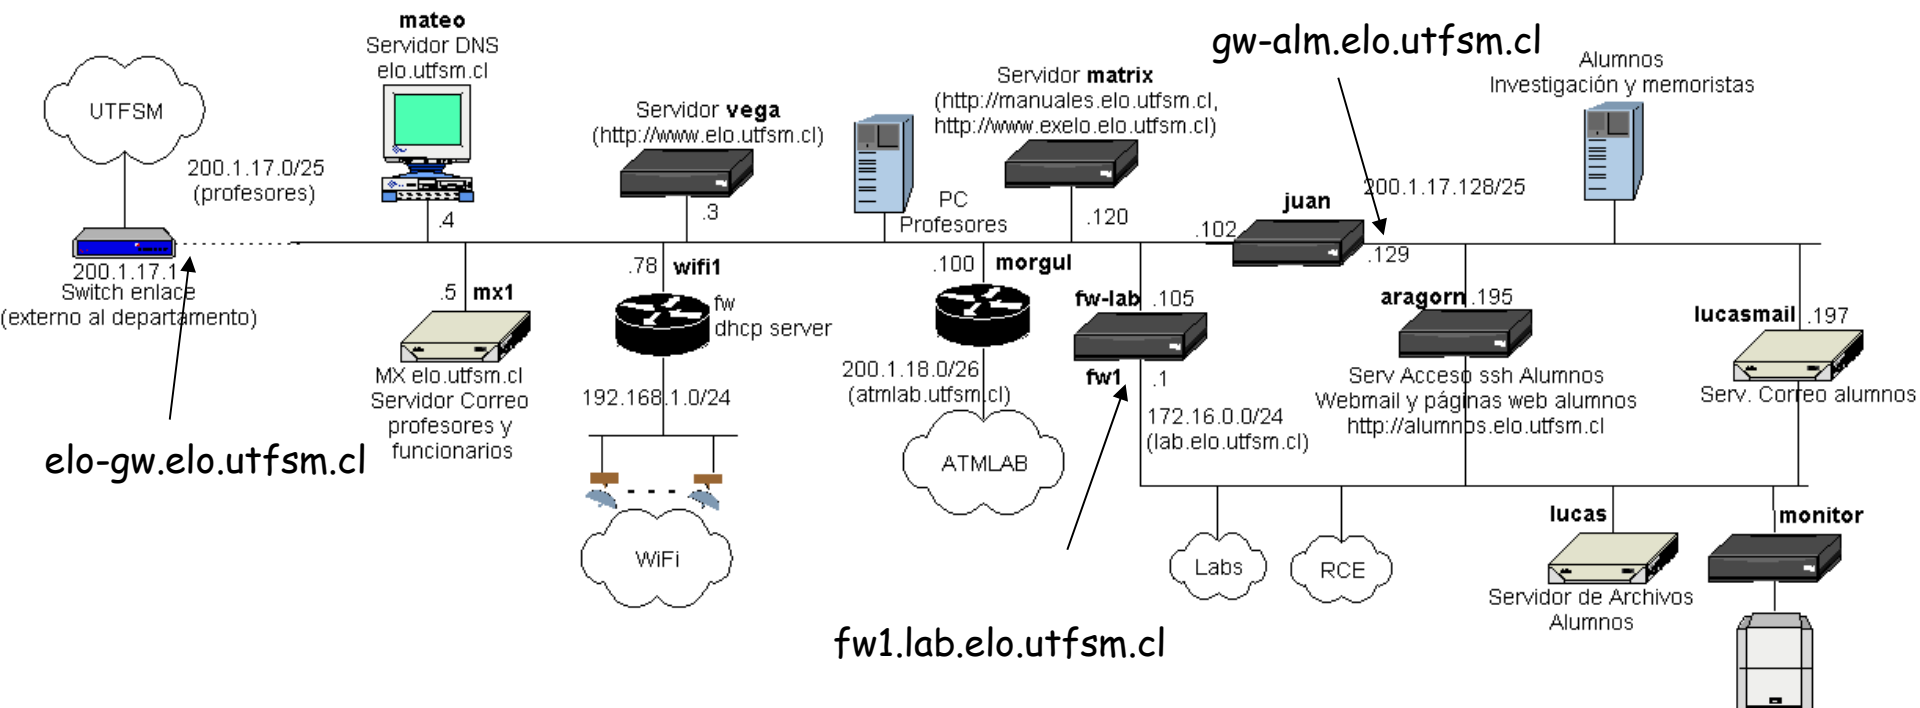 mateo
Servidor DNS
elo.utfsm.cl
UTFSM
200.1.17.0/25
(profesores)
.4
200.1.17.1
Switch enlace
(externo al departamento)
elo-gw.elo.utfsm.cl
.5 mx1
MX elo.utfsm.cl
Servidor Correo
profesores y
funcionarios
Servidor vega
(http://www.elo.utfsm.cl)
.3
.78 wifi1
fw
dhcp server
192.168.1.0/24
WiFi
PC
Profesores
Servidor matrix
(http://manuales.elo.utfsm.cl,
http://www.exelo.elo.utfsm.cl)
.120
.100 morgul
200.1.18.0/26
(atmlab.utfsm.cl)
ATMLAB
fw-lab .105
fw1 .1
172.16.0.0/24
(lab.elo.utfsm.cl)
fw1.lab.elo.utfsm.cl
Labs
RCE
gw-alm.elo.utfsm.cl
juan
.102
.129
200.1.17.128/25
Alumnos
Investigación y memoristas
aragorn .195
Serv Acceso ssh Alumnos
Webmail y páginas web alumnos
http://alumnos.elo.utfsm.cl
lucasmail .197
Serv. Correo alumnos
lucas
Servidor de Archivos
Alumnos
monitor